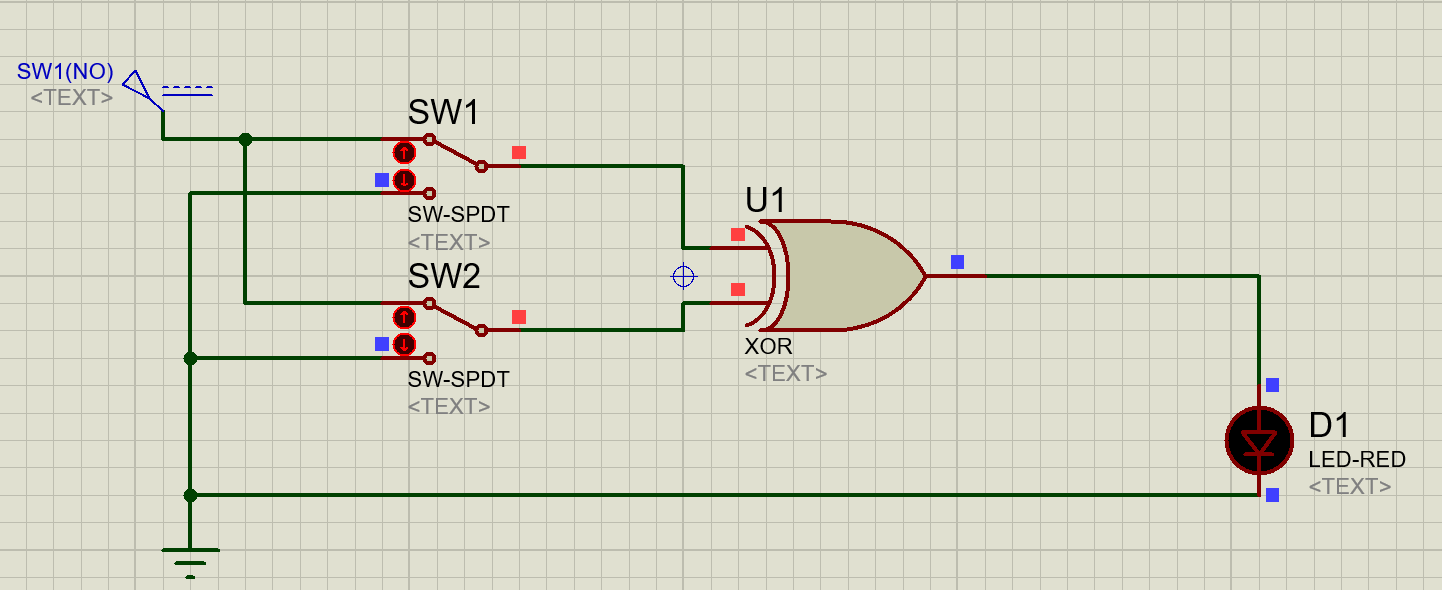 SW1(NO)
<TEXT>
SW1
SW-SPDT
<TEXT>
SW2
SW-SPDT
<TEXT>
U1
XOR
<TEXT>
D1
LED-RED
<TEXT>